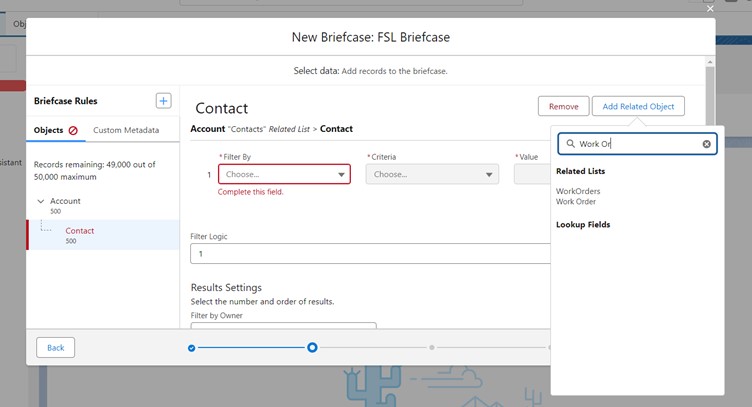 Obj
New Briefcase: FSL Briefcase
Select data: Add records to the briefcase.
Briefcase Rules
+
Objects
Custom Metadata
Records remaining: 49,000 out of
50,000 maximum
Account
500
Contact
500
sistant
Contact
Remove
Add Related Object
Account "Contacts" Related List > Contact
* Filter By
* Criteria
* Value
1
Choose...
Choose...
Complete this field.
Filter Logic
1
Results Settings
Select the number and order of results.
Filter by Owner
Work Or
Related Lists
WorkOrders
Work Order
Lookup Fields
Back